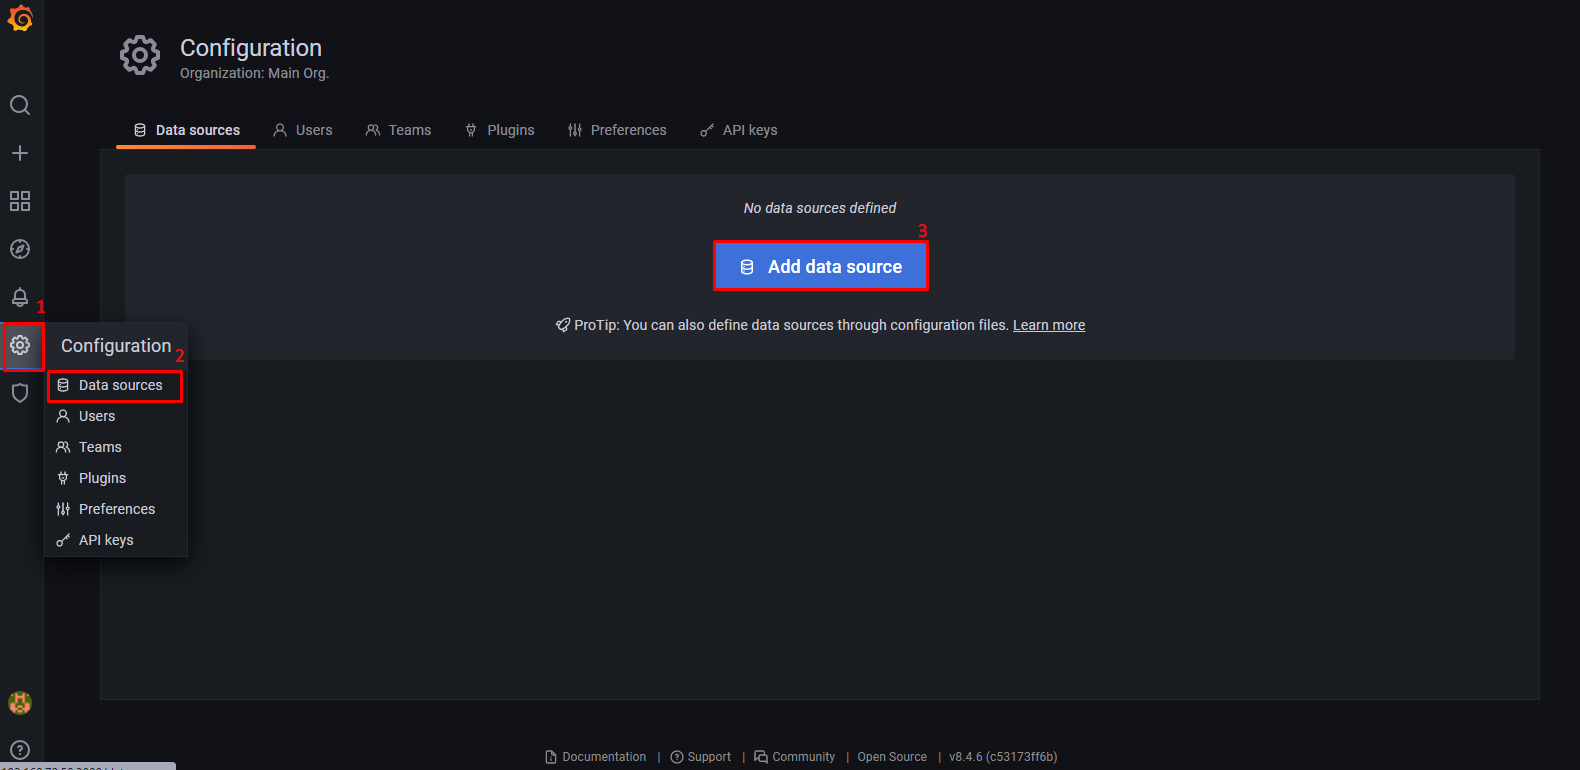 Configuration
Organization: Main Org.
Data sources
Users
Teams
Plugins
Preferences
API keys
No data sources defined
3
Add data source
ProTip: You can also define data sources through configuration files. Learn more
1
Configuration
2
Data sources
Users
Teams
Plugins
Preferences
API keys
Documentation | Support | Community | Open Source | v8.4.6 (c53173ff6b)